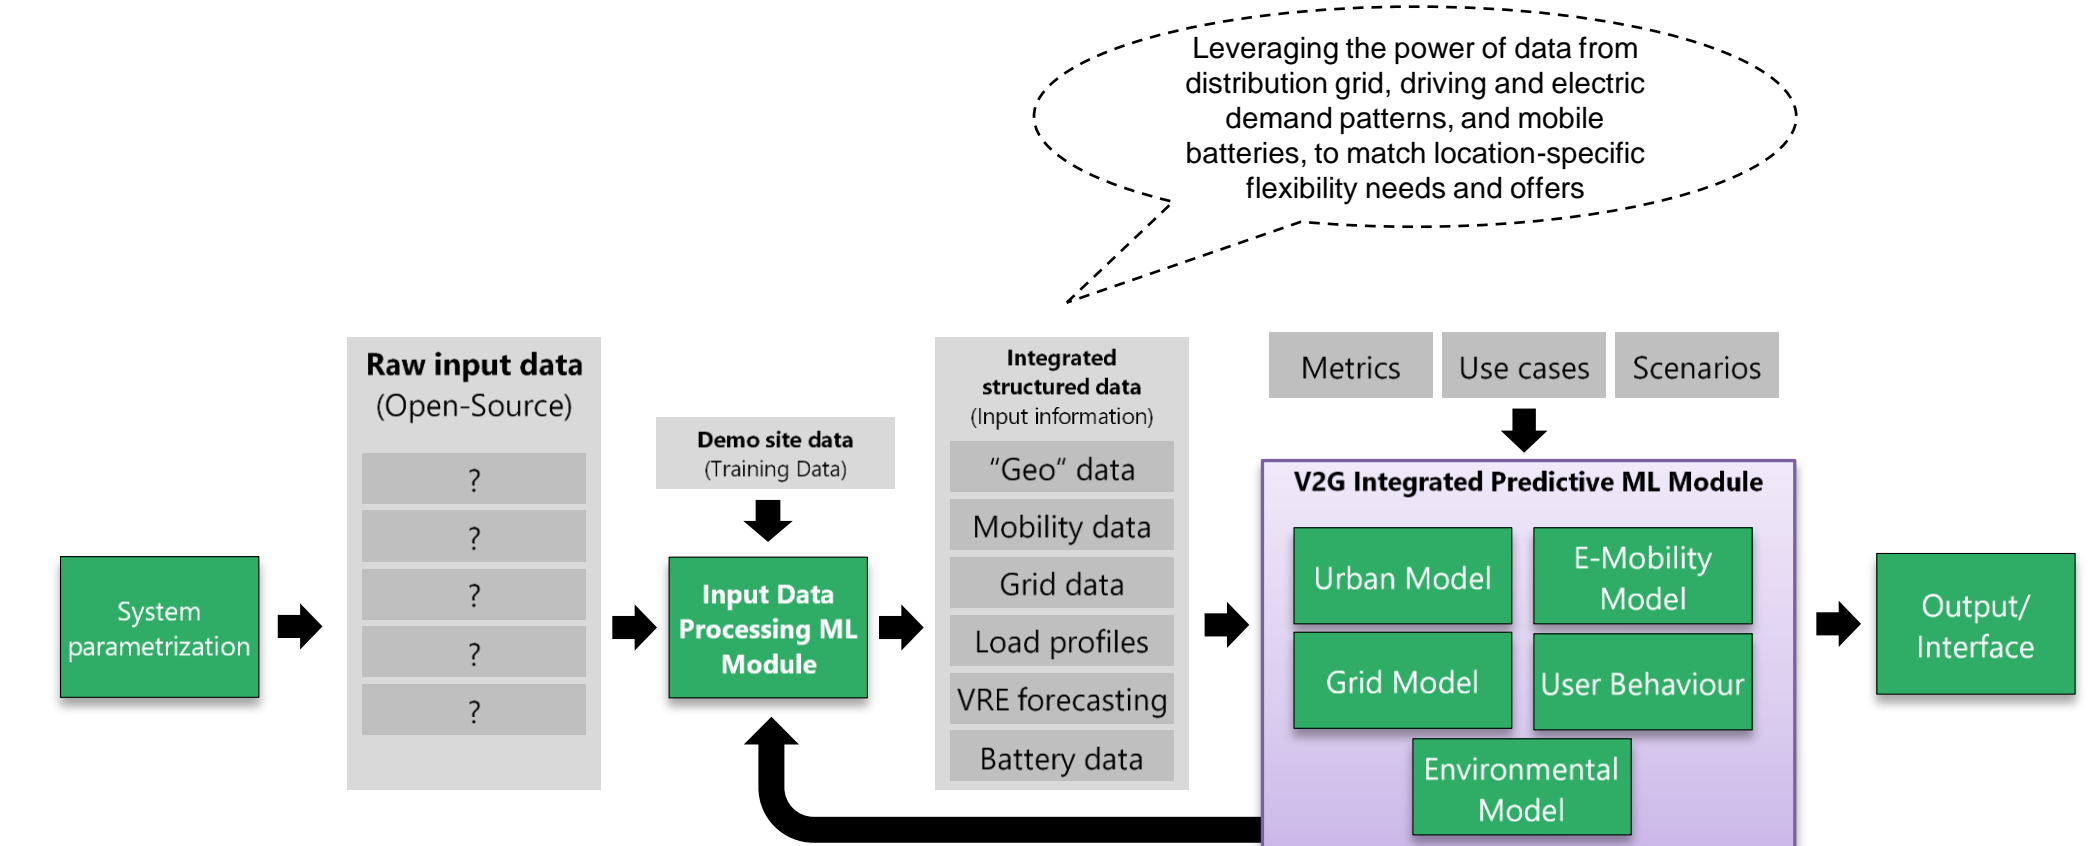 Leveraging the power of data from
distribution grid, driving and electric
demand patterns, and mobile
batteries, to match location-specific
flexibility needs and offers
System
parametrization
Raw input data
(Open-Source)
?
?
?
?
?
Demo site data
(Training Data)
Input Data
Processing ML
Module
Integrated
structured data
(Input information)
“Geo“ data
Mobility data
Grid data
Load profiles
VRE forecasting
Battery data
Metrics
Use cases
Scenarios
V2G Integrated Predictive ML Module
Urban Model
E-Mobility
Model
Grid Model
User Behaviour
Environmental
Model
Output/
Interface